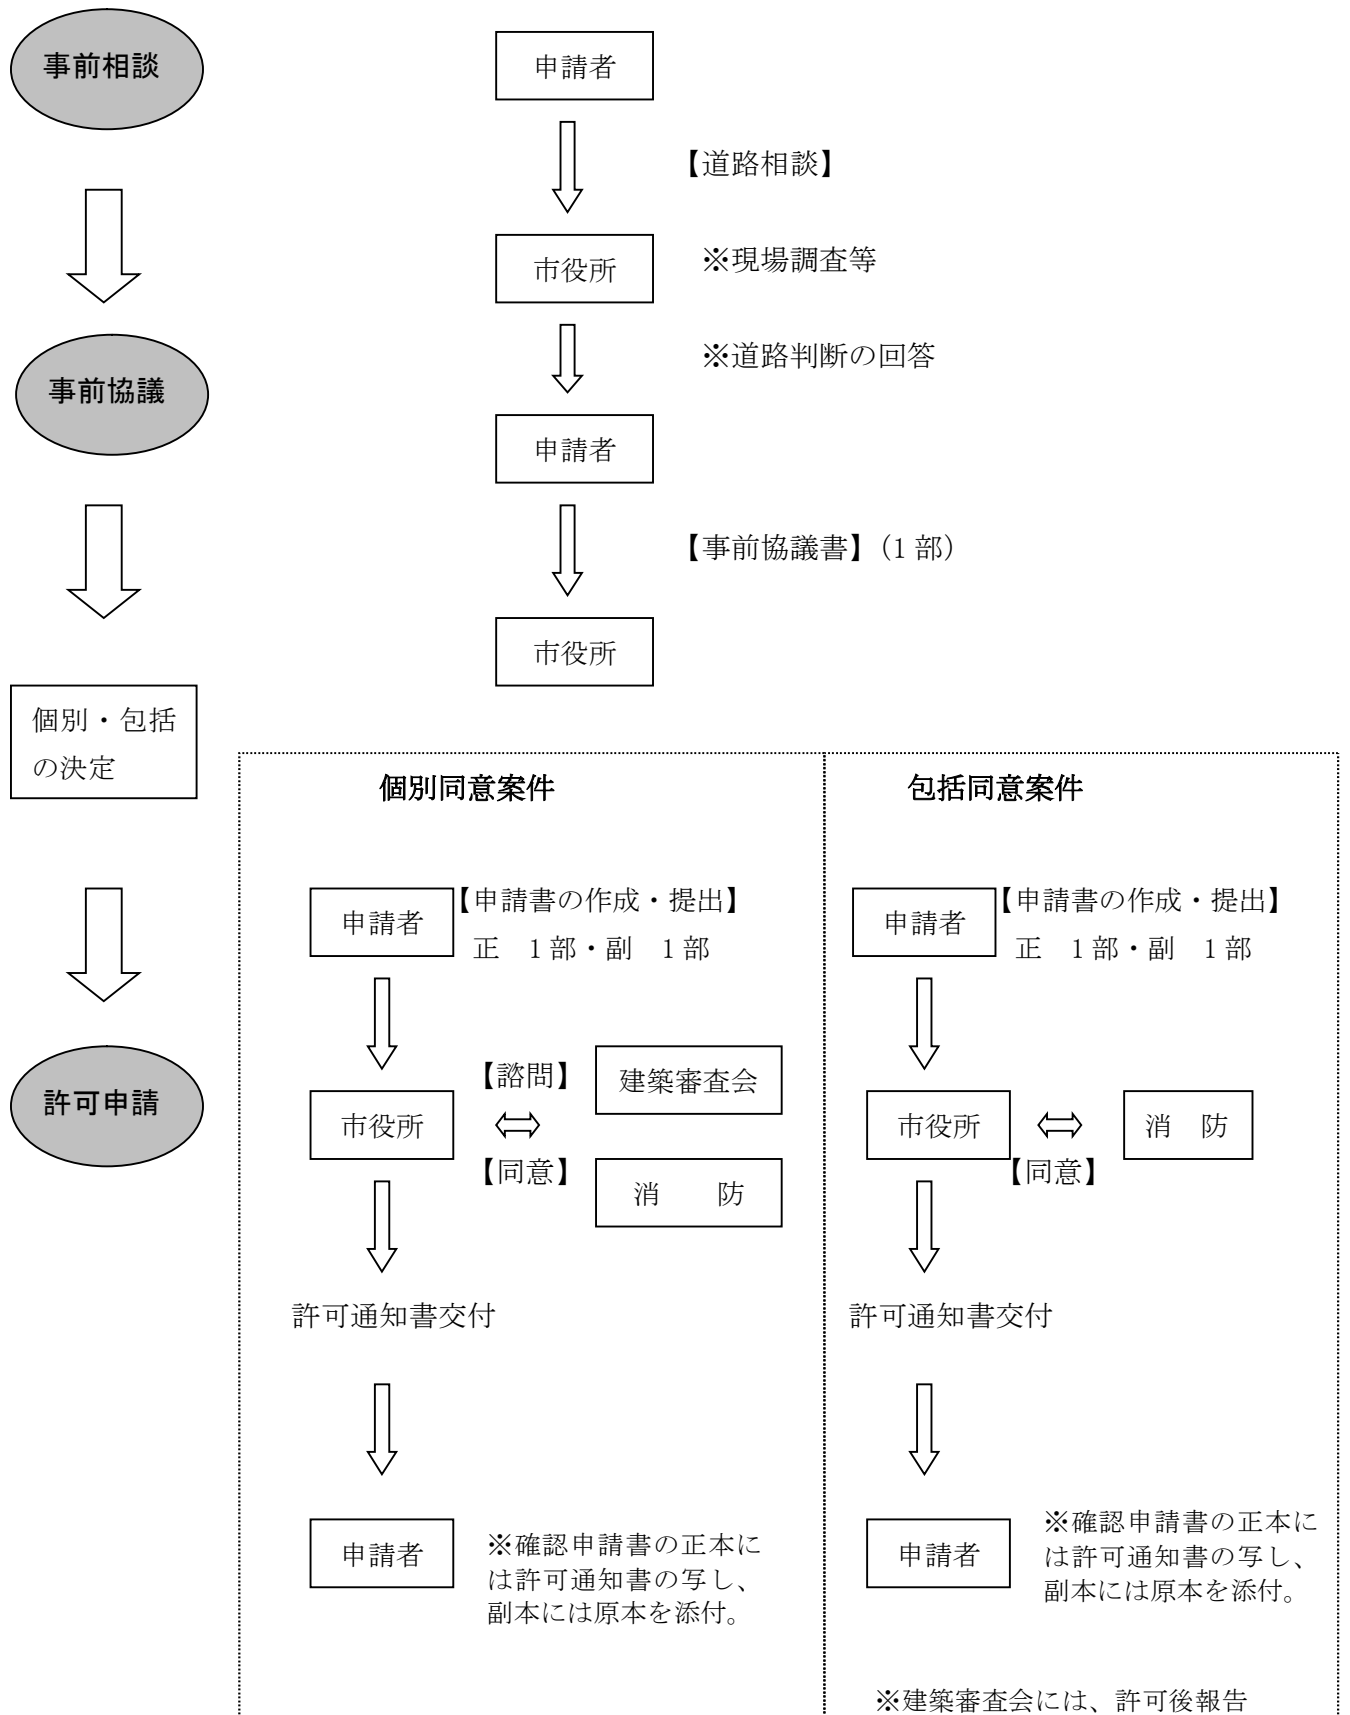 事前相談
申請者
【道路相談】
市役所
※現場調査等
※道路判断の回答
事前協議
申請者
【事前協議書】（1 部）
市役所
個別・包括
の決定
個別同意案件
申請者
【申請書の作成・提出】
正　1 部・副　1 部
市役所
【諮問】
【同意】
建築審査会
消　　防
許可通知書交付
申請者
※確認申請書の正本に
は許可通知書の写し、
副本には原本を添付。
包括同意案件
申請者
【申請書の作成・提出】
正　1 部・副　1 部
市役所
【同意】
消　防
許可通知書交付
申請者
※確認申請書の正本に
は許可通知書の写し、
副本には原本を添付。
※建築審査会には、許可後報告
許可申請